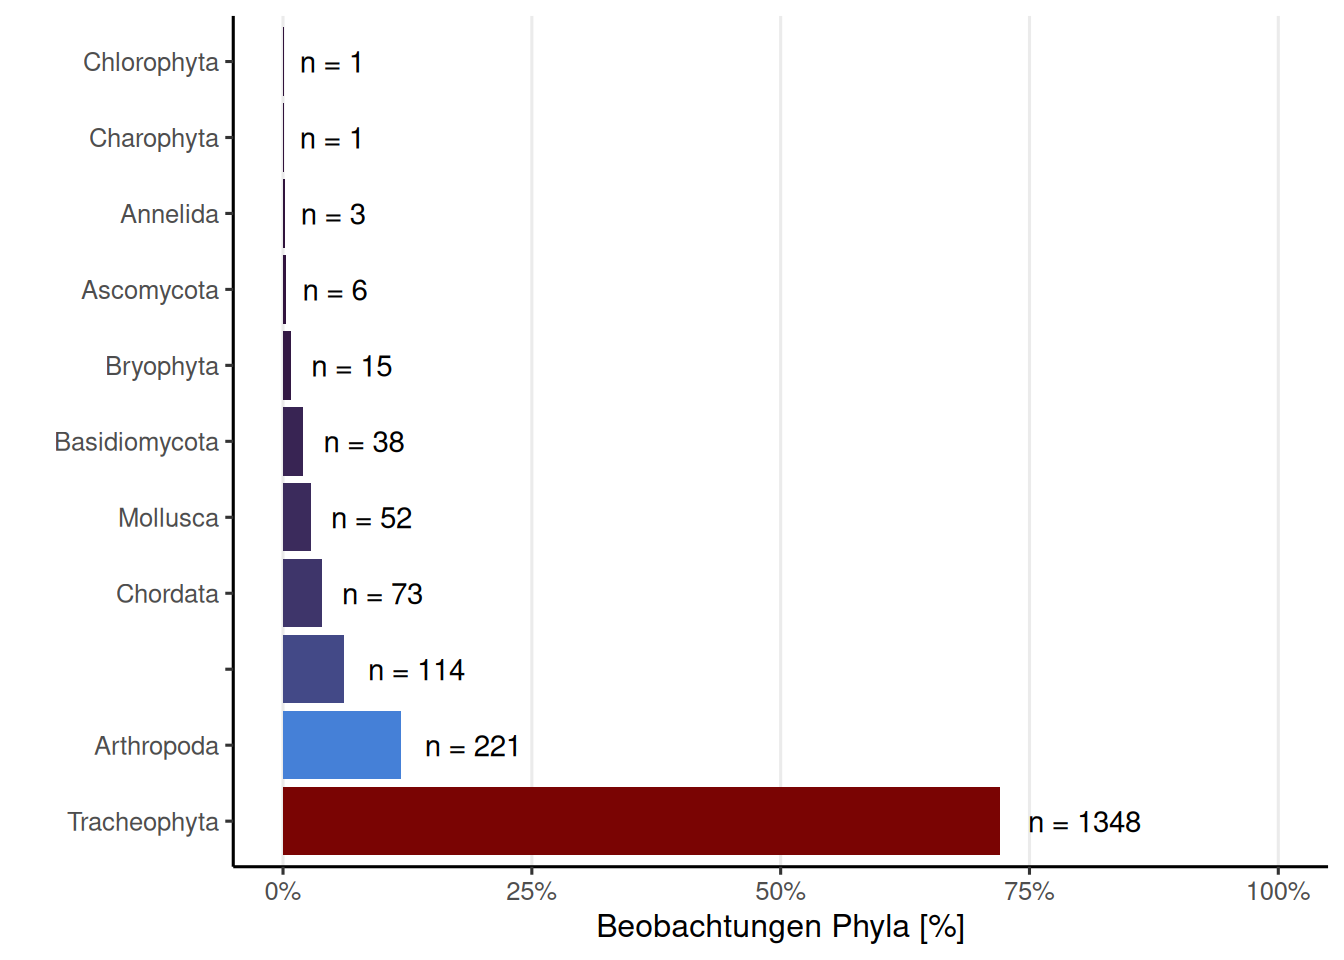 Chlorophyta n = 1
Charophyta n = 1
Annelida n = 3
Ascomycota n = 6
Bryophyta n = 15
Basidiomycota n = 38
Mollusca n = 52
Chordata n = 73
n = 114
Arthropoda n = 221
Tracheophyta n = 1348
0% 25% 50% 75% 100%
Beobachtungen Phyla [%]